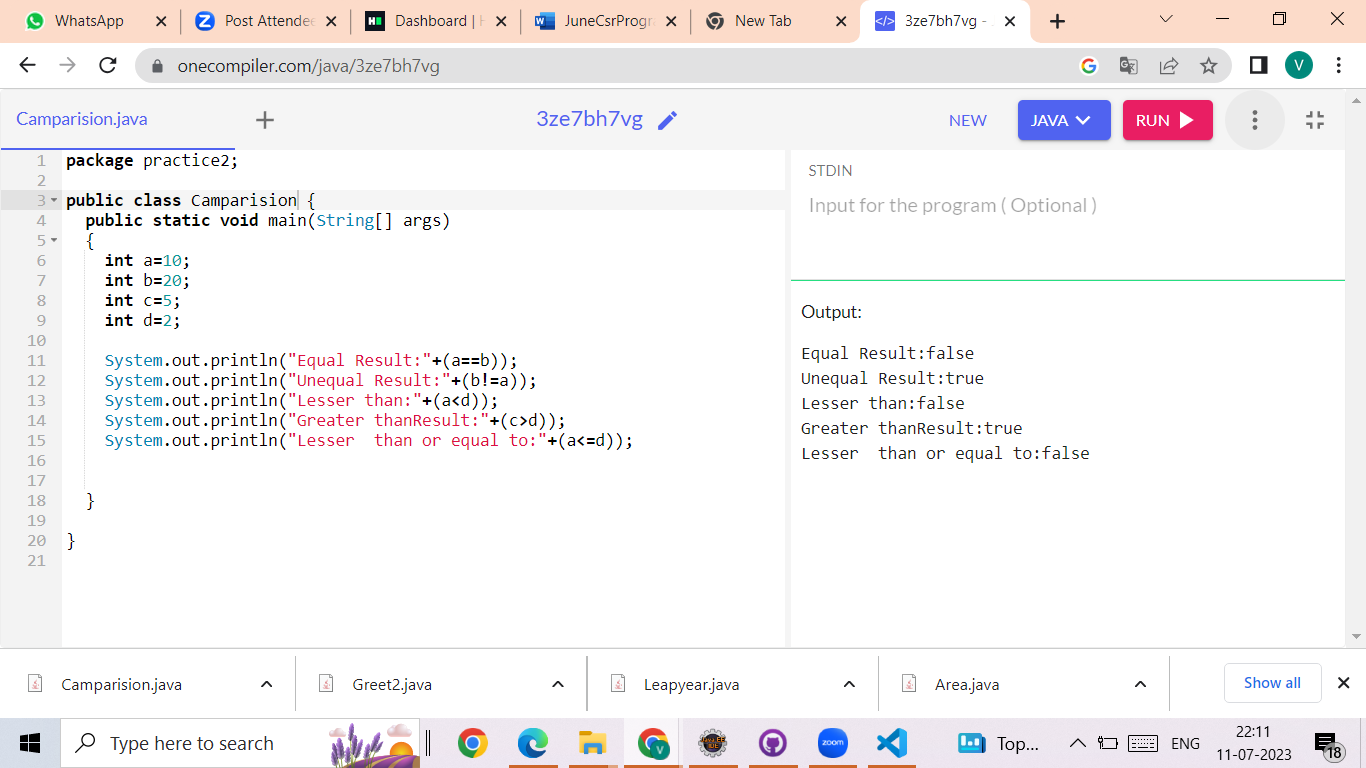 WhatsApp
Post Attende
Dashboard |
JuneCsrProgr
New Tab
3ze7bh7vg -
onecompiler.com/java/3ze7bh7vg
V
Camparision.java
3ze7bh7vg
NEW
JAVA
RUN
1 package practice2;
2
3 public class Camparision {
4 public static void main(String[] args)
5 {
6 int a=10;
7 int b=20;
8 int c=5;
9 int d=2;
10
11 System.out.println("Equal Result:"+(a==b));
12 System.out.println("Unequal Result:"+(b!=a));
13 System.out.println("Lesser than:"+(a<d));
14 System.out.println("Greater thanResult:"+(c>d));
15 System.out.println("Lesser  than or equal to:"+(a<=d));
16
17
18 }
19
20 }
21
STDIN
Input for the program ( Optional )
Output:
Equal Result:false
Unequal Result:true
Lesser than:false
Greater thanResult:true
Lesser  than or equal to:false
Camparision.java
Greet2.java
Leapyear.java
Area.java
Show all
Type here to search
zoom
Top...
ENG
22:11
11-07-2023
18